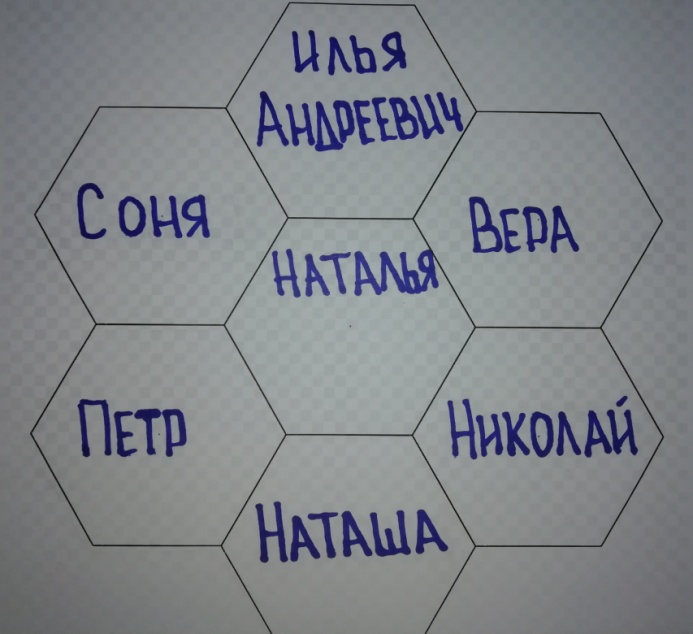 Илья
Андреевич
Соня
Вера
Наталья
Петр
Николай
Наташа